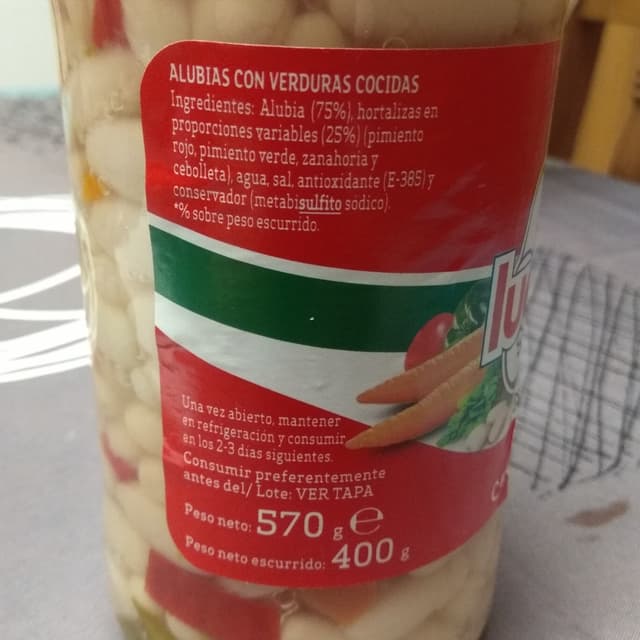 ALUBIAS CON VERDURAS COCIDAS
Ingredientes: Alubia (75%), hortalizas en
proporciones variables (25%) (pimiento
rojo, pimiento verde, zanahoria y
cebolleta), agua, sal, antioxidante (E-385) y
conservador (metabisulfito sódico).
*% sobre peso escurrido.
Una vez abierto, mantener
en refrigeración y consumir
en los 2-3 días siguientes.
Consumir preferentemente
antes del/ Lote: VER TAPA
Peso neto: 570 g e
Peso neto escurrido: 400 g